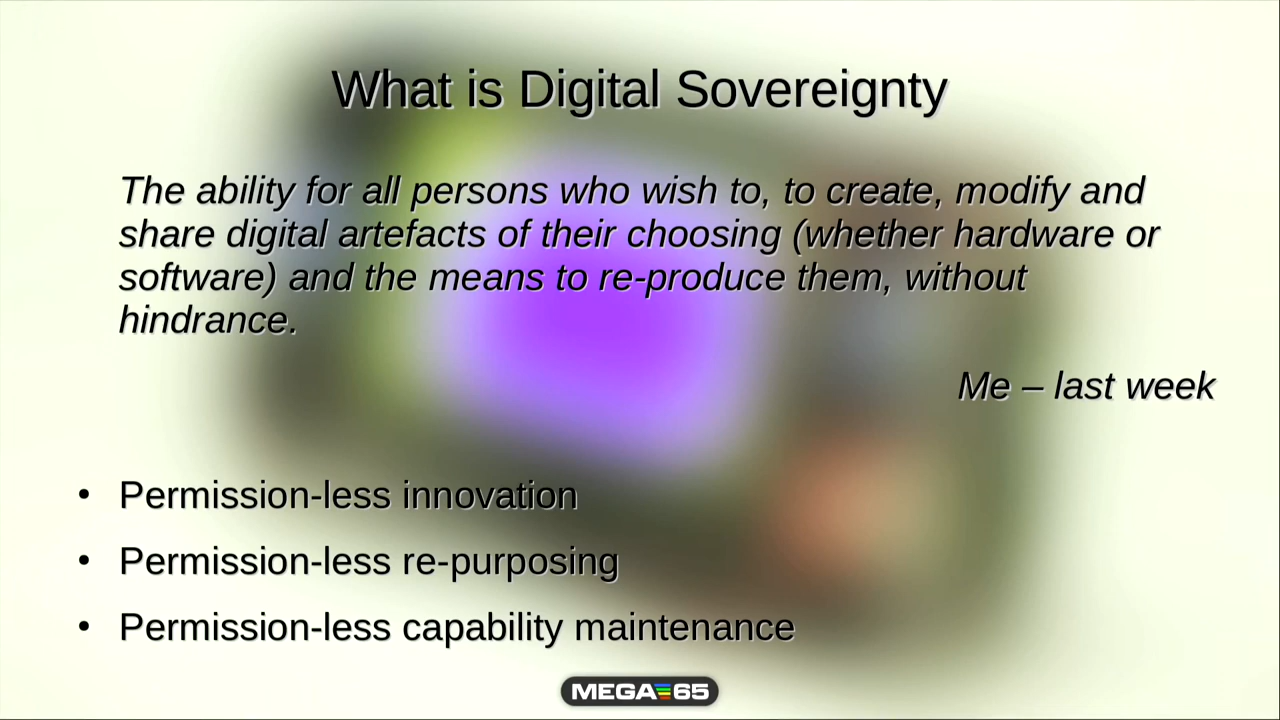 What is Digital Sovereignty
The ability for all persons who wish to, to create, modify and
share digital artefacts of their choosing (whether hardware or
software) and the means to re-produce them, without
hindrance.
Me – last week
• Permission-less innovation
• Permission-less re-purposing
• Permission-less capability maintenance
MEGA 65